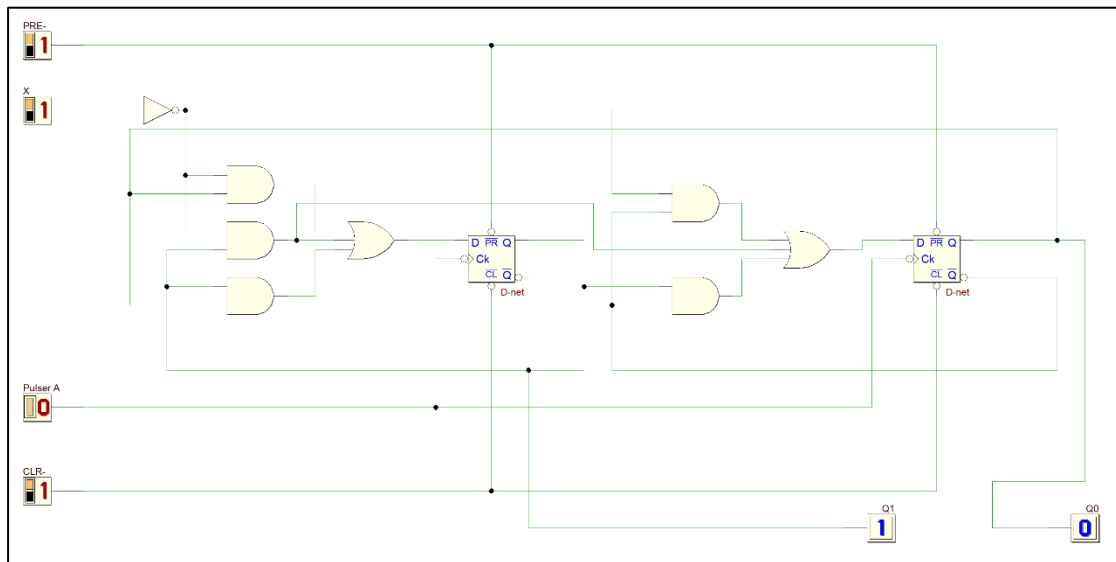 PRE-
1
X
1
D PR Q
Ck
CL Q
D-net
D PR Q
Ck
CL Q
D-net
Pulser A
0
CLR-
1
Q1
1
Q0
0